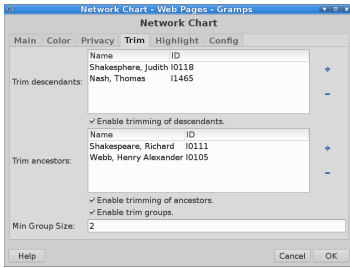 Network Chart - Web Pages - Gramps
Network Chart
Main Color Privacy Trim Highlight Config
Name ID
Shakesphere, Judith I0118
Nash, Thomas I1465
Trim descendants:
Enable trimming of descendants.
Name ID
Shakespeare, Richard I0111
Webb, Henry Alexander I0105
Trim ancestors:
Enable trimming of ancestors.
Enable trim groups.
Min Group Size: 2
Help Cancel OK